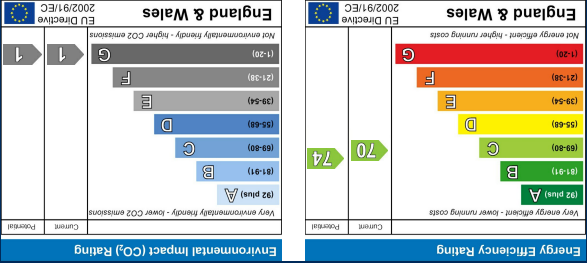 Energy Efficiency Rating
Current Potential
Very energy efficient - lower running costs
(92 plus) A
(81-91) B
(69-80) C
(55-68) D
(39-54) E
(21-38) F
(1-20) G
70
74
Not energy efficient - higher running costs
England & Wales
EU Directive
2002/91/EC
Environmental Impact (CO2) Rating
Current Potential
Very environmentally friendly - lower CO2 emissions
(92 plus) A
(81-91) B
(69-80) C
(55-68) D
(39-54) E
(21-38) F
(1-20) G
1
1
Not environmentally friendly - higher CO2 emissions
England & Wales
EU Directive
2002/91/EC